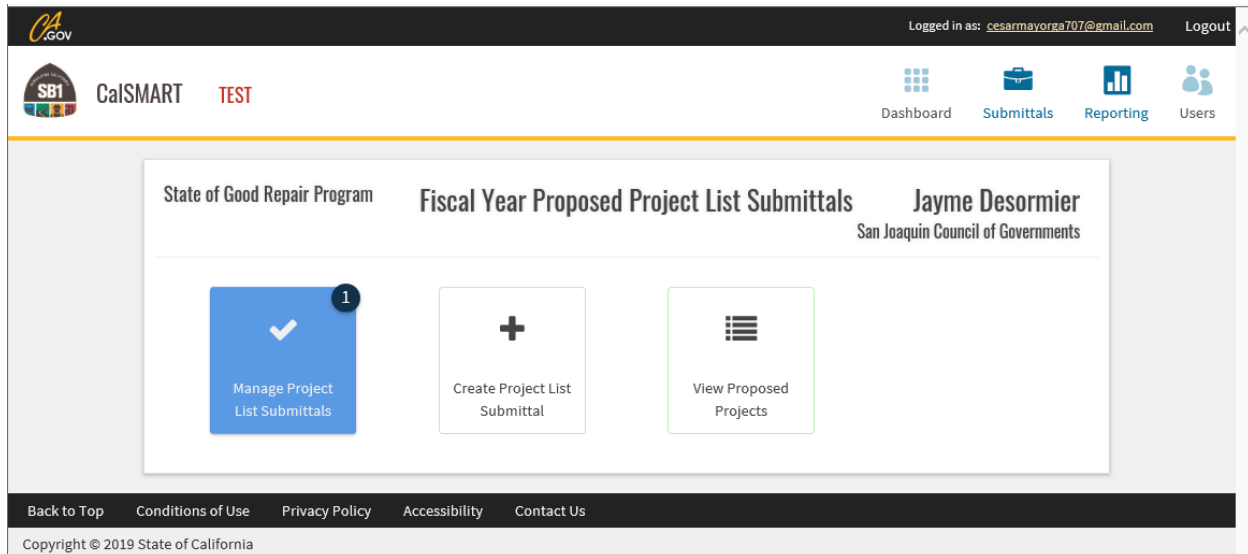 CA.GOV
Logged in as: cesarmayorga707@gmail.com Logout
SB1
CalSMART TEST
Dashboard Submittals Reporting Users
State of Good Repair Program
Fiscal Year Proposed Project List Submittals
Jayme Desormier
San Joaquin Council of Governments
1
Manage Project
List Submittals
Create Project List
Submittal
View Proposed
Projects
Back to Top Conditions of Use Privacy Policy Accessibility Contact Us
Copyright © 2019 State of California